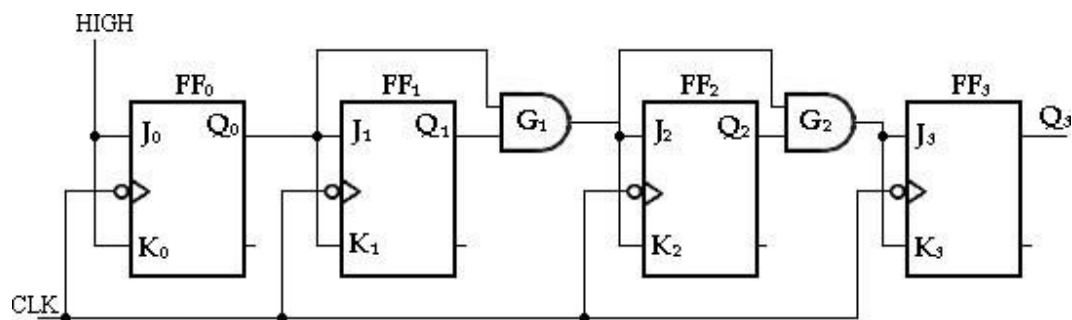 HIGH
FF₀ FF₁ FF₂ FF₃
J₀ Q₀ J₁ Q₁ G₁ J₂ Q₂ G₂ J₃ Q₃
K₀ K₁ K₂ K₃
CLK